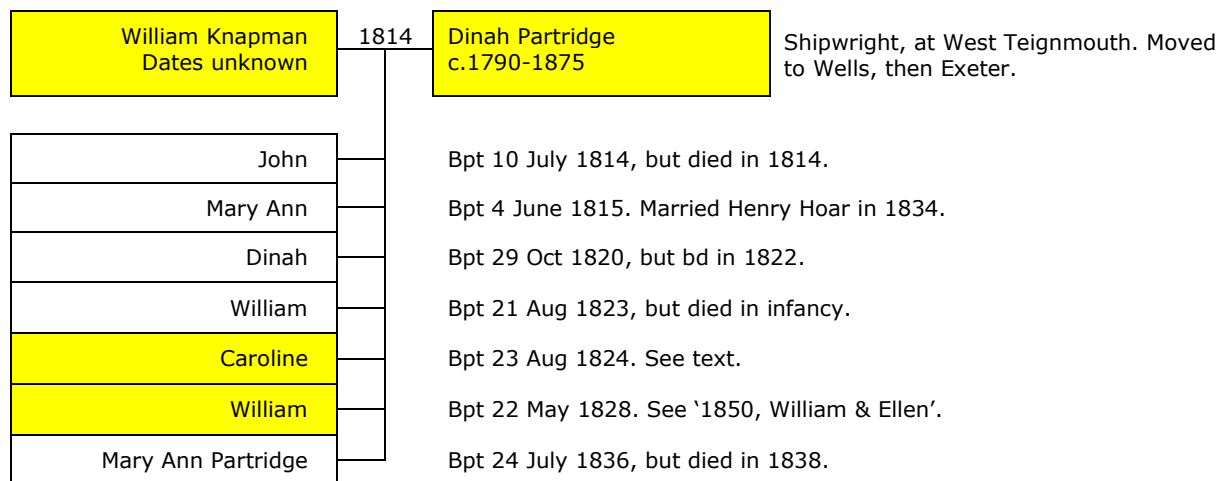 William Knapman
Dates unknown
1814
Dinah Partridge
c.1790-1875
Shipwright, at West Teignmouth. Moved
to Wells, then Exeter.
John
Bpt 10 July 1814, but died in 1814.
Mary Ann
Bpt 4 June 1815. Married Henry Hoar in 1834.
Dinah
Bpt 29 Oct 1820, but bd in 1822.
William
Bpt 21 Aug 1823, but died in infancy.
Caroline
Bpt 23 Aug 1824. See text.
William
Bpt 22 May 1828. See ‘1850, William & Ellen’.
Mary Ann Partridge
Bpt 24 July 1836, but died in 1838.